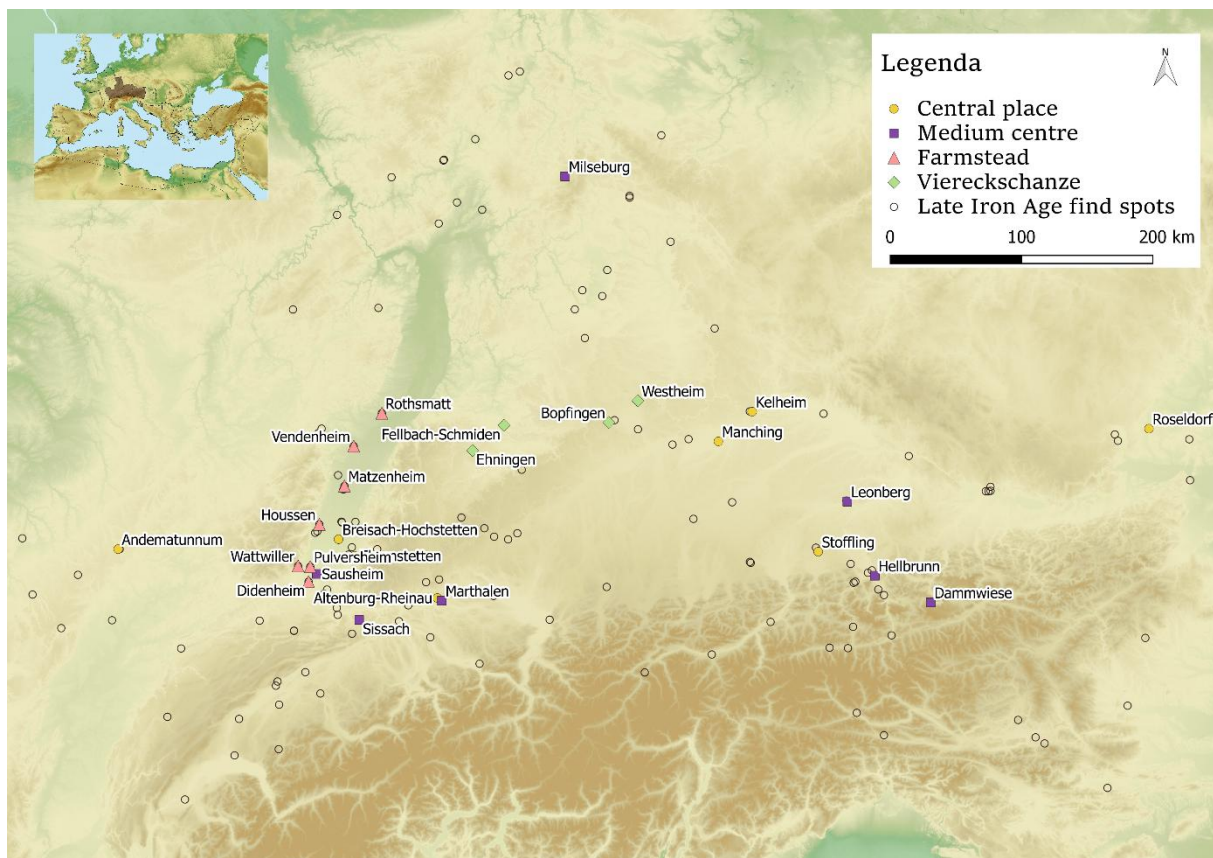 Legenda
N
Central place
Medium centre
Farmstead
Viereckschanze
Late Iron Age find spots
0 100 200 km
Milseburg
Rothsmatt
Westheim
Kelheim
Bopfingen
Fellbach-Schmiden
Roseldorf
Vendenheim
Manching
Ehningen
Matzenheim
Leonberg
Houssen
Breisach-Hochstetten
Andematunnum
Stoffling
Wattwiller
Pulversheim
stetten
Sausheim
Hellbrunn
Didenheim
Altenburg-Rheinau
Marthalen
Dammwiese
Sissach